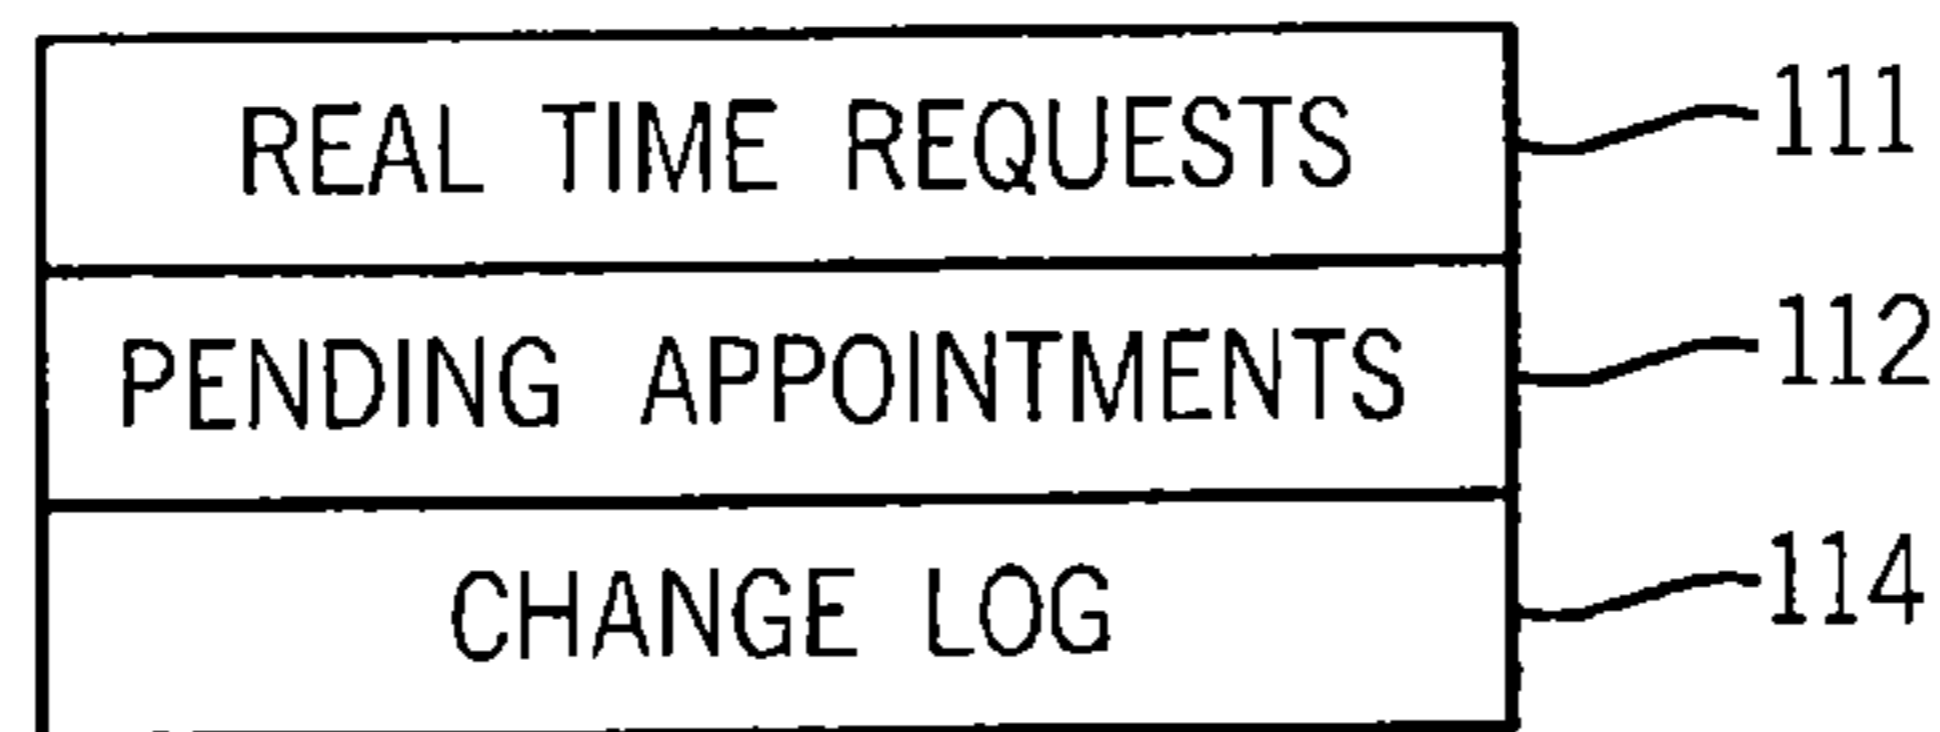 REAL TIME REQUESTS 111
PENDING APPOINTMENTS 112
CHANGE LOG 114